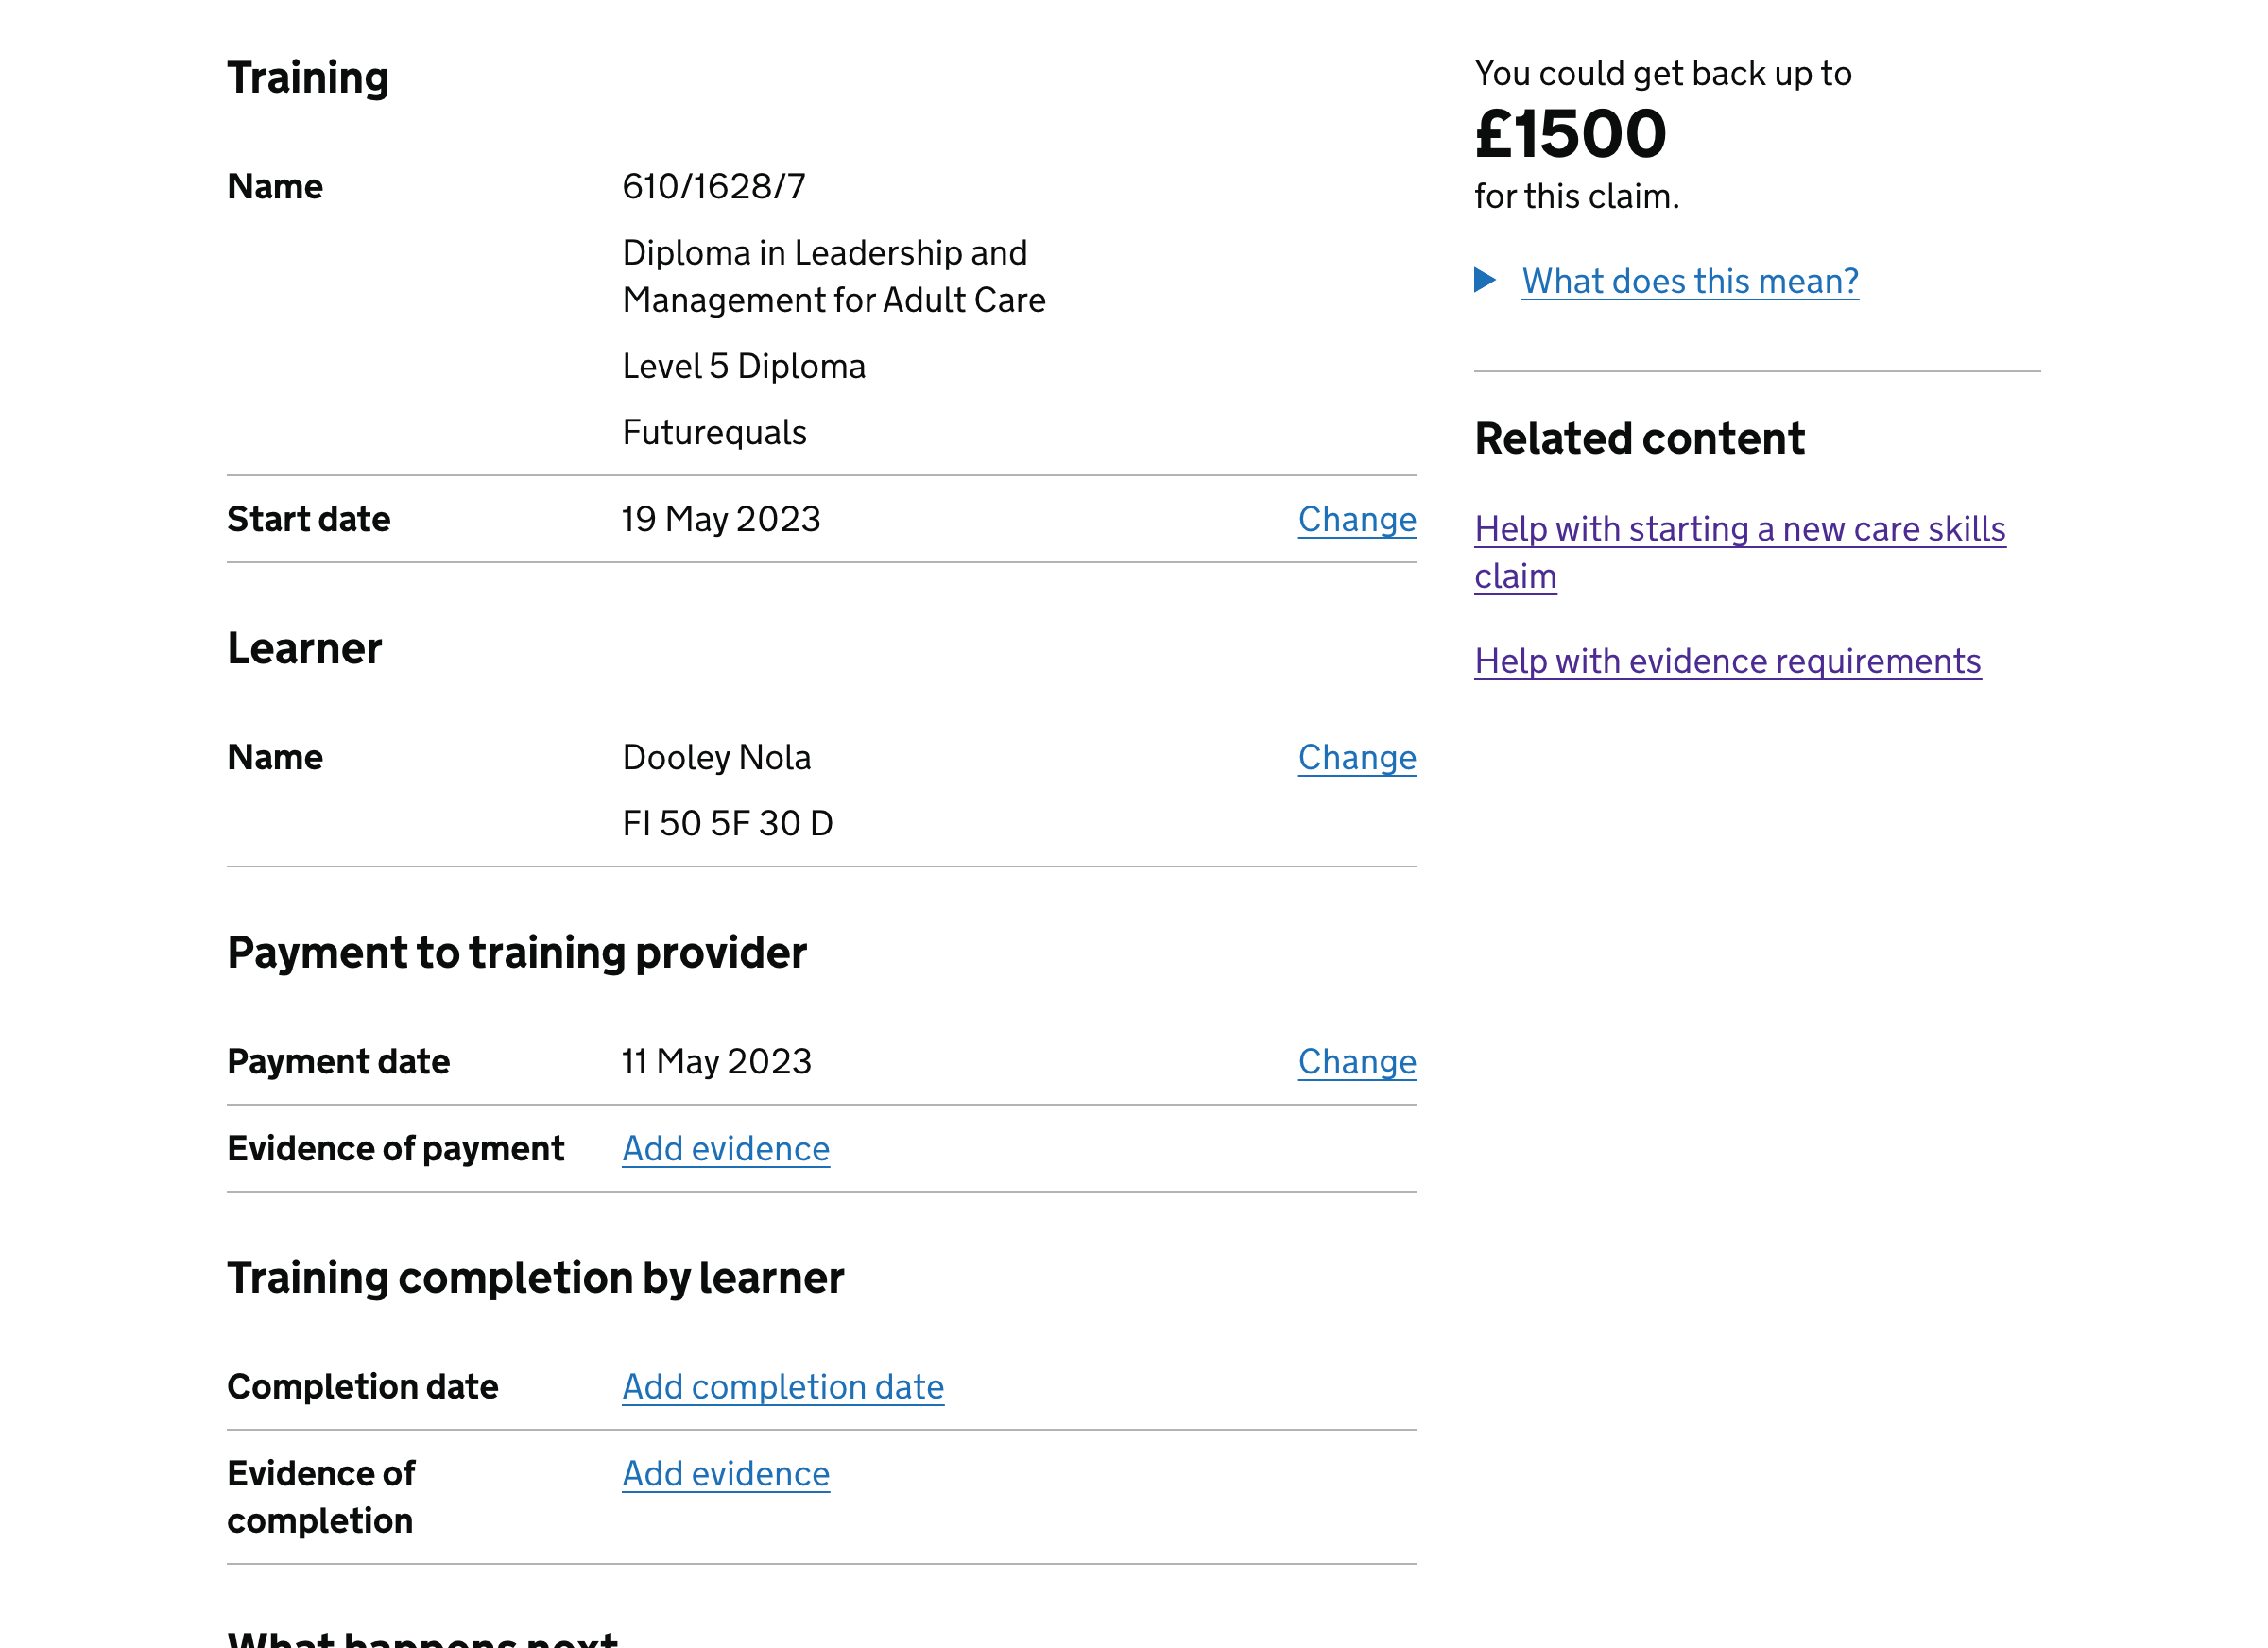 Training
Name
610/1628/7
Diploma in Leadership and
Management for Adult Care
Level 5 Diploma
Futurequals
Start date
19 May 2023
Change
Learner
Name
Dooley Nola
Change
FI 50 5F 30 D
Payment to training provider
Payment date
11 May 2023
Change
Evidence of payment
Add evidence
Training completion by learner
Completion date
Add completion date
Evidence of
completion
Add evidence
What happens next
You could get back up to
£1500
for this claim.
What does this mean?
Related content
Help with starting a new care skills
claim
Help with evidence requirements